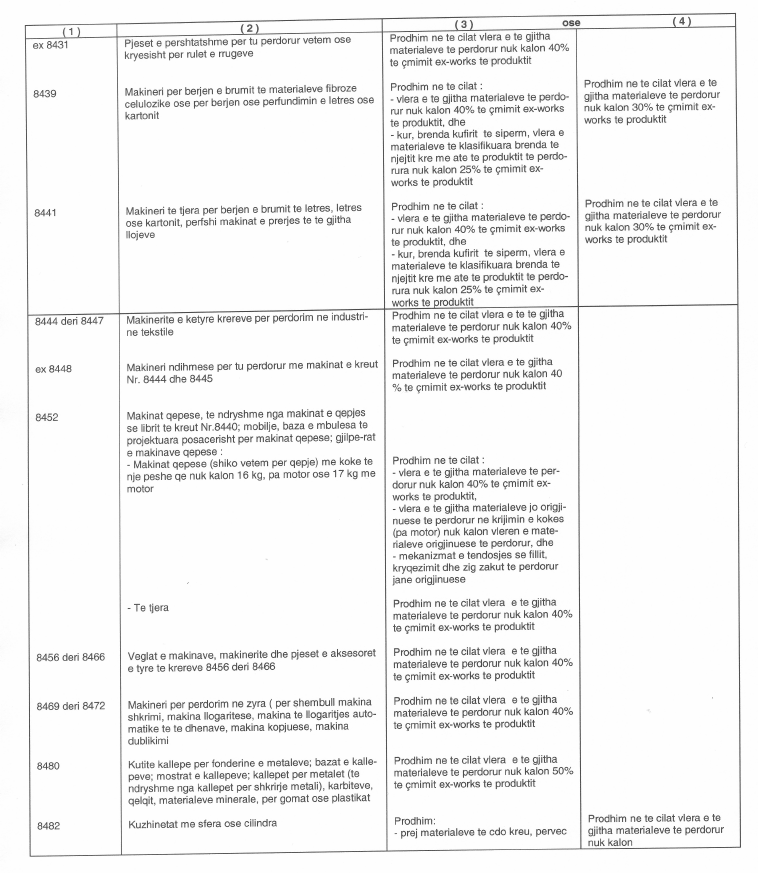 (1) (2) (3) ose (4)
ex 8431
Pjeset e pershtatshme per tu perdorur vetem ose
kryesisht per rulet e rrugeve
Prodhim ne te cilat vlera e te gjitha
materialeve te perdorur nuk kalon 40%
te çmimit ex-works te produktit
8439
Makineri per berjen e brumit te materialeve fibroze
celulozike ose per berjen ose perfundimin e letres ose
kartonit
Prodhim ne te cilat :
- vlera e te gjitha materialeve te perdo-
rur nuk kalon 40% te çmimit ex-works
te produktit, dhe
- kur, brenda kufirit te siperm, vlera e
materialeve te klasifikuara brenda te
njejtit kre me ate te produktit te perdo-
rura nuk kalon 25% te çmimit ex-
works te produktit
Prodhim ne te cilat vlera e te
gjitha materialeve te perdorur
nuk kalon 30% te çmimit ex-
works te produktit
8441
Makineri te tjera per berjen e brumit te letres, letres
ose kartonit, perfshi makinat e prerjes te te gjitha
llojeve
Prodhim ne te cilat :
- vlera e te gjitha materialeve te perdo-
rur nuk kalon 40% te çmimit ex-works
te produktit, dhe
- kur, brenda kufirit te siperm, vlera e
materialeve te klasifikuara brenda te
njejtit kre me ate te produktit te perdo-
rura nuk kalon 25% te çmimit ex-
works te produktit
Prodhim ne te cilat vlera e te
gjitha materialeve te perdorur
nuk kalon 30% te çmimit ex-
works te produktit
8444 deri 8447
Makinerite e ketyre krereve per perdorim ne industri-
ne tekstile
Prodhim ne te cilat vlera e te te gjitha
materialeve te perdorur nuk kalon 40%
te çmimit ex-works te produktit
ex 8448
Makineri ndihmese per tu perdorur me makinat e kreut
Nr. 8444 dhe 8445
Prodhim ne te cilat vlera e te gjitha
materialeve te perdorur nuk kalon 40
% te çmimit ex-works te produktit
8452
Makinat qepese, te ndryshme nga makinat e qepjes
se librit te kreut Nr.8440; mobilje, baza e mbulesa te
projektuara posacerisht per makinat qepese; gjilpe-rat
e makinave qepese :
- Makinat qepese (shiko vetem per qepje) me koke te
nje peshe qe nuk kalon 16 kg, pa motor ose 17 kg me
motor
Prodhim ne te cilat :
- vlera e te gjitha materialeve te per-
dorur nuk kalon 40% te çmimit ex-
works te produktit,
- vlera e te gjitha materialeve jo origji-
nuese te perdorur ne krijimin e kokes
(pa motor) nuk kalon vleren e mate-
rialeve origjinuese te perdorur, dhe
- mekanizmat e tendosjes se fillit,
kryqezimit dhe zig zakut te perdorur
jane origjinuese
- Te tjera
Prodhim ne te cilat vlera e te gjitha
materialeve te perdorur nuk kalon 40%
te çmimit ex-works te produktit
8456 deri 8466
Veglat e makinave, makinerite dhe pjeset e aksesoret
e tyre te krereve 8456 deri 8466
Prodhim ne te cilat vlera e te gjitha
materialeve te perdorur nuk kalon 40%
te çmimit ex-works te produktit
8469 deri 8472
Makineri per perdorim ne zyra ( per shembull makina
shkrimi, makina llogaritese, makina te llogaritjes auto-
matike te te dhenave, makina kopjuese, makina
dublikimi
Prodhim ne te cilat vlera e te gjitha
materialeve te perdorur nuk kalon 40%
te çmimit ex-works te produktit
8480
Kutite kallepe per fonderine e metaleve; bazat e kalle-
peve; mostrat e kallepeve; kallepet per metalet (te
ndryshme nga kallepet per shkrirje metali), karbiteve,
qelqit, materialeve minerale, per gomat ose plastikat
Prodhim ne te cilat vlera e te gjitha
materialeve te perdorur nuk kalon 50%
te çmimit ex-works te produktit
8482
Kuzhinetat me sfera ose cilindra
Prodhim:
- prej materialeve te cdo kreu, pervec
Prodhim ne te cilat vlera e te
gjitha materialeve te perdorur
nuk kalon